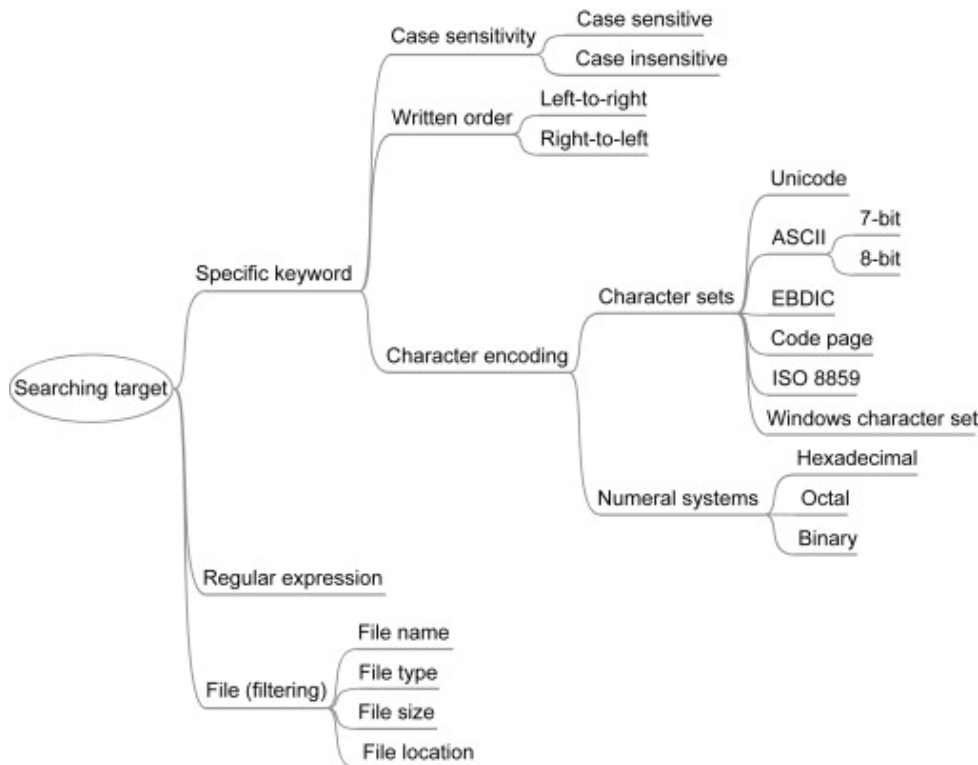 Case sensitive
Case sensitivity
Case insensitive
Left-to-right
Written order
Right-to-left
Unicode
7-bit
ASCII
8-bit
Specific keyword
Character sets
EBDIC
Code page
Character encoding
ISO 8859
Searching target
Windows character set
Hexadecimal
Numeral systems
Octal
Binary
Regular expression
File name
File type
File (filtering)
File size
File location